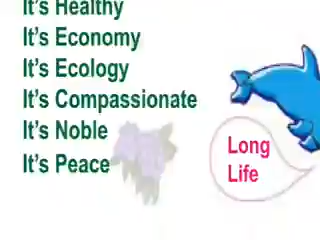 It's Healthy
It's Economy
It's Ecology
It's Compassionate
It's Noble
It's Peace
Long
Life